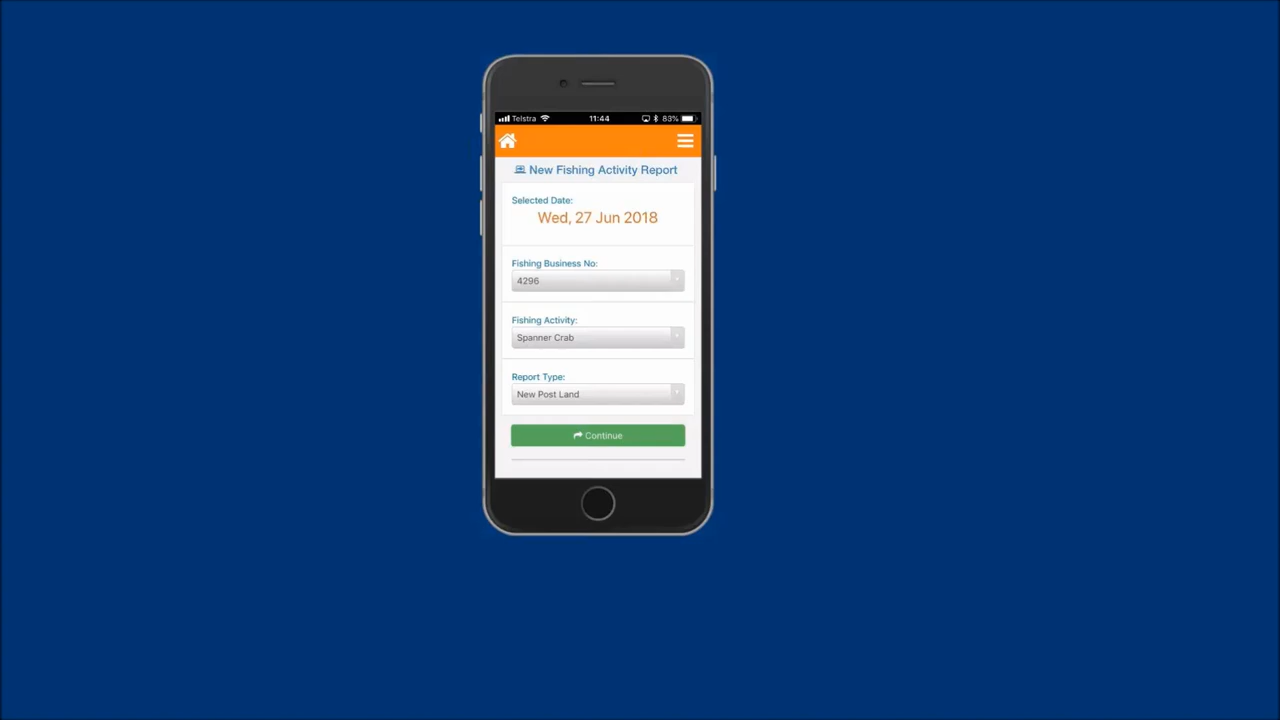 Telstra 11:44 83%
New Fishing Activity Report
Selected Date:
Wed, 27 Jun 2018
Fishing Business No:
4296
Fishing Activity:
Spanner Crab
Report Type:
New Post Land
Continue